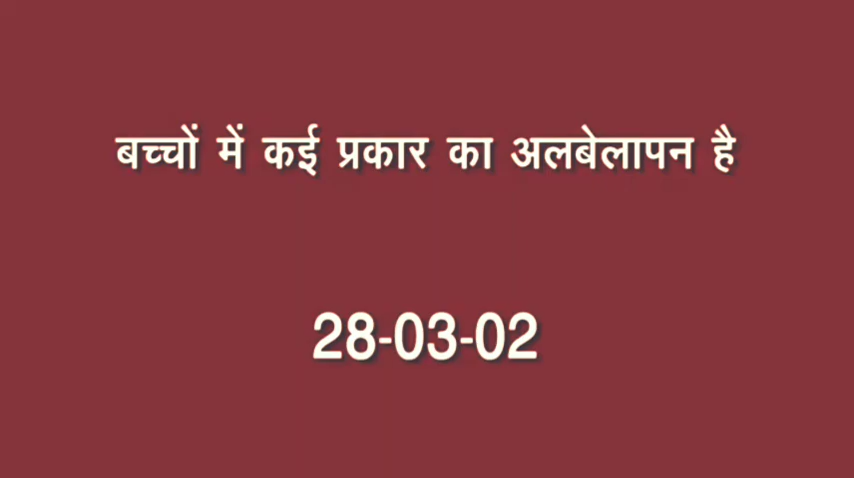 बच्चों में कई प्रकार का अलबेलापन है
28-03-02